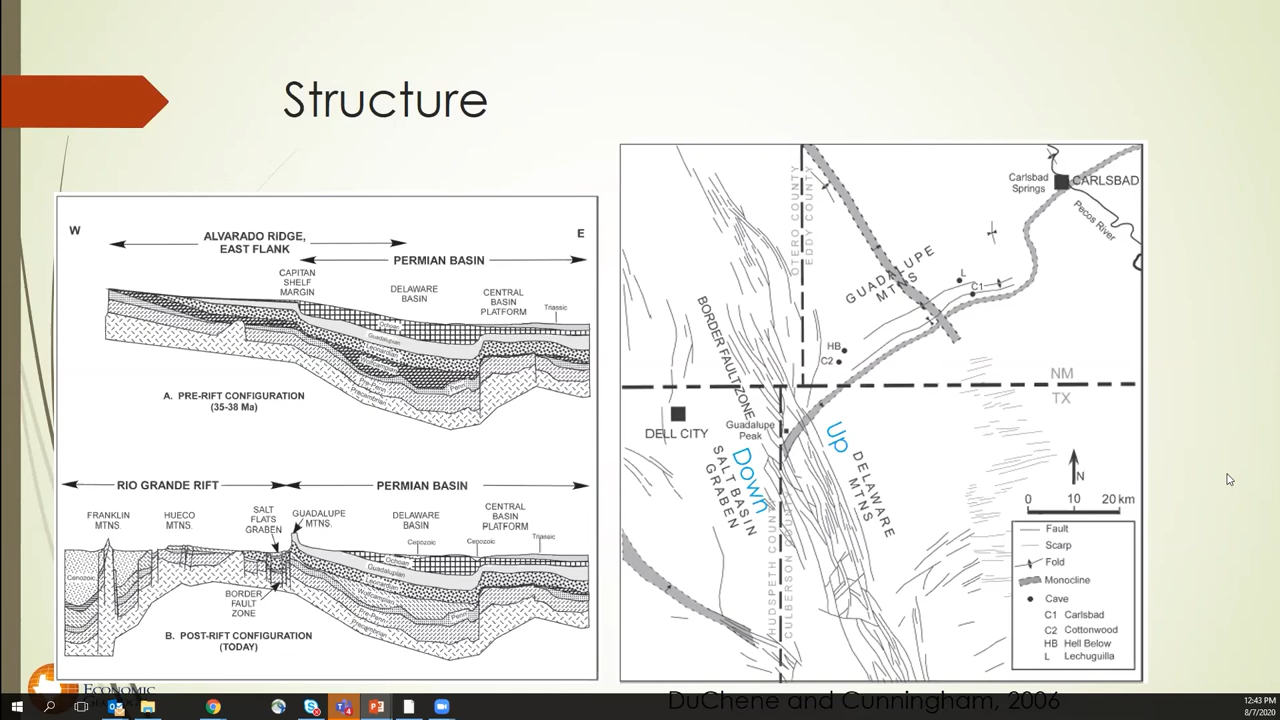 Structure
W
E
ALVARADO RIDGE,
EAST FLANK
PERMIAN BASIN
CAPITAN
SHELF
MARGIN
DELAWARE
BASIN
CENTRAL
BASIN
PLATFORM
Triassic
Ochoan
Guadalupian
Precambrian
A. PRE-RIFT CONFIGURATION
(35-38 Ma)
RIO GRANDE RIFT
PERMIAN BASIN
FRANKLIN
MTNS.
HUECO
MTNS.
SALT
FLATS
GRABEN
GUADALUPE
MTNS.
DELAWARE
BASIN
CENTRAL
BASIN
PLATFORM
Cenozoic
Cenozoic
Triassic
Ochoan
Guadalupian
Leonardian
Cenozoic
Precambrian
BORDER
FAULT
ZONE
B. POST-RIFT CONFIGURATION
(TODAY)
OTERO COUNTY
EDDY COUNTY
Carlsbad
Springs
CARLSBAD
Pecos River
GUADALUPE
MTNS
L
C1
HB
C2
BORDER FAULT ZONE
NM
TX
DELL CITY
Guadalupe
Peak
Up
Down
SALT BASIN
GRABEN
DELAWARE
MTNS
HUDSPETH COUNTY
CULBERSON COUNTY
N
0 10 20 km
Fault
Scarp
Fold
Monocline
Cave
C1 Carlsbad
C2 Cottonwood
HB Hell Below
L Lechuguilla
DuChene and Cunningham, 2006
ECONOMIC
12:43 PM
8/7/2020